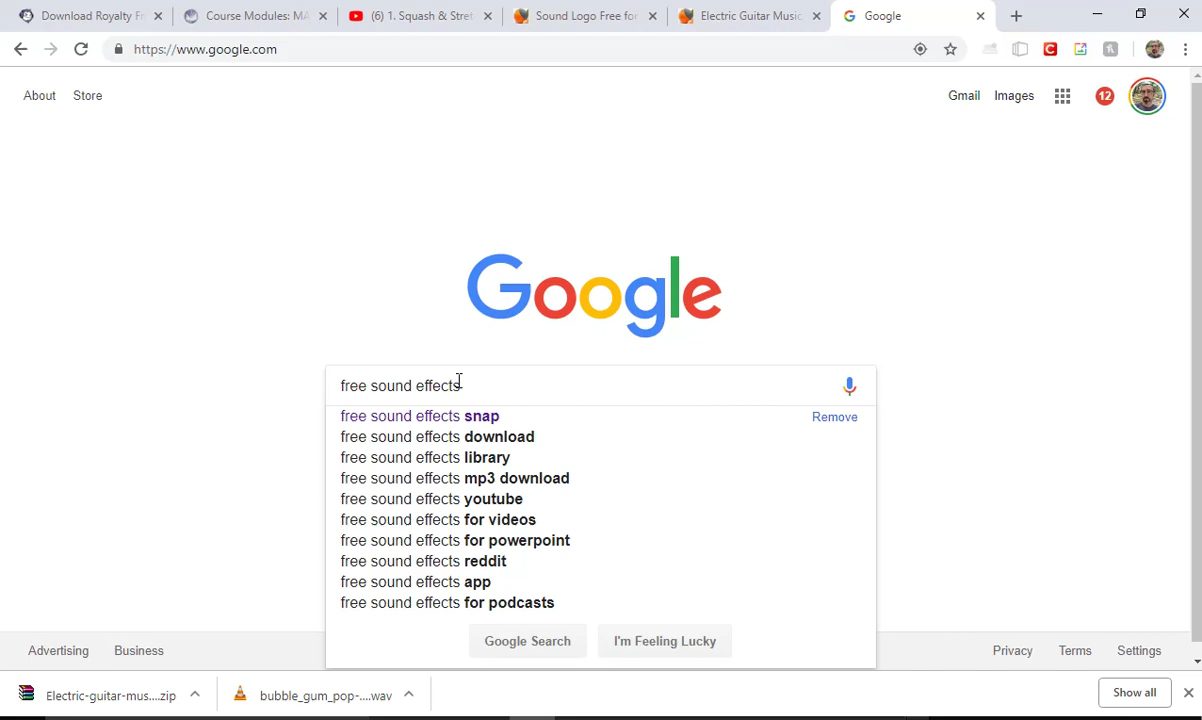 Download Royalty Fr
Course Modules: MA
(6) 1. Squash & Stret
Sound Logo Free for
Electric Guitar Music
Google
https://www.google.com
About
Store
Gmail
Images
12
Google
free sound effects
free sound effects snap
Remove
free sound effects download
free sound effects library
free sound effects mp3 download
free sound effects youtube
free sound effects for videos
free sound effects for powerpoint
free sound effects reddit
free sound effects app
free sound effects for podcasts
Google Search
I'm Feeling Lucky
Advertising
Business
Privacy
Terms
Settings
Electric-guitar-mus....zip
bubble_gum_pop-....wav
Show all